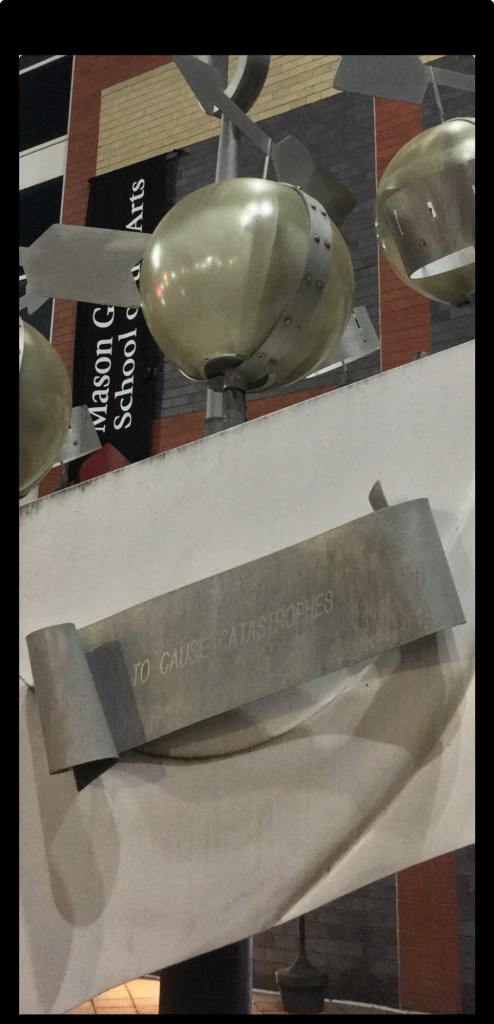 Mason G
School o Arts
TO CAUSE CATASTROPHES